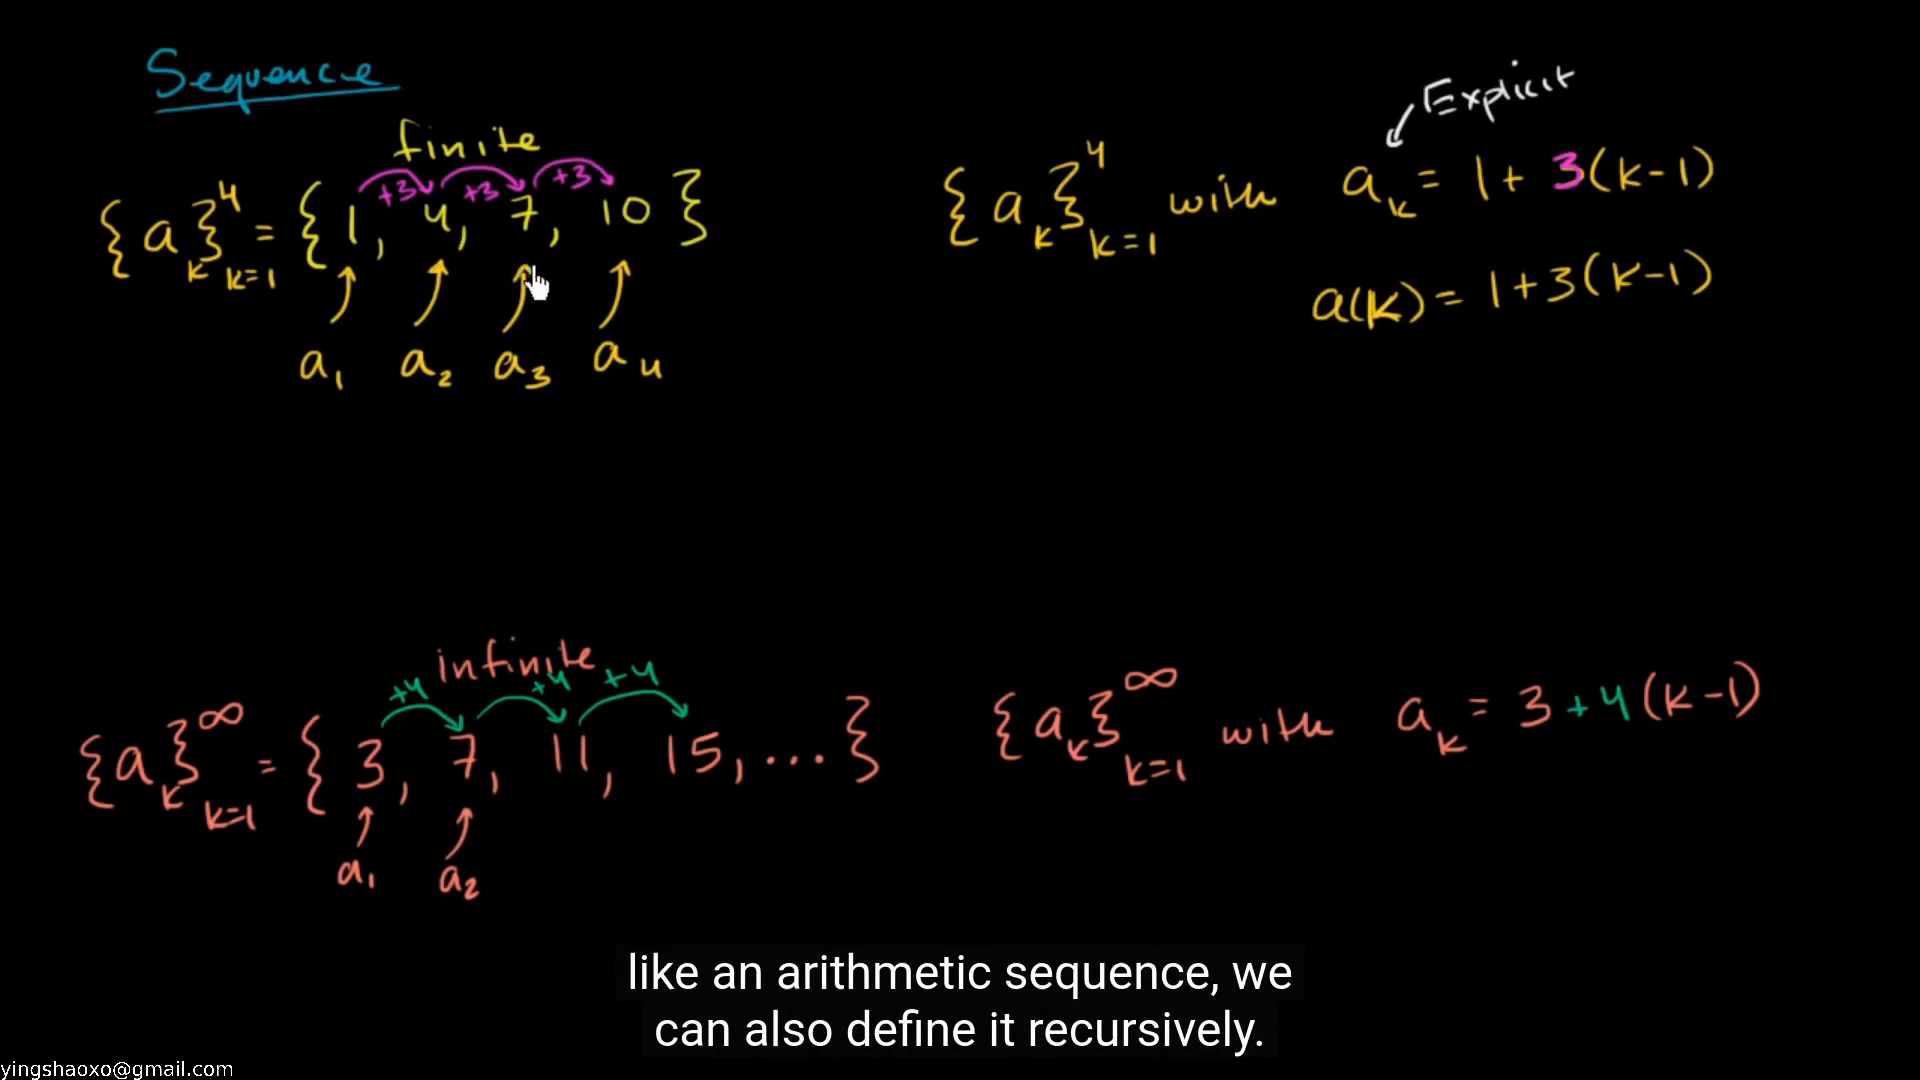 Sequence
finite
+3 +3 +3
{a_k}^4_{k=1} = {1, 4, 7, 10}
a_1 a_2 a_3 a_4
Explicit
{a_k}^4_{k=1} with a_k = 1 + 3(k-1)
a(k) = 1+3(k-1)
infinite
+4 +4 +4
{a_k}^∞_{k=1} = {3, 7, 11, 15, ...}
a_1 a_2
{a_k}^∞_{k=1} with a_k = 3 +4(k-1)
like an arithmetic sequence, we
can also define it recursively.
yingshaoxo@gmail.com